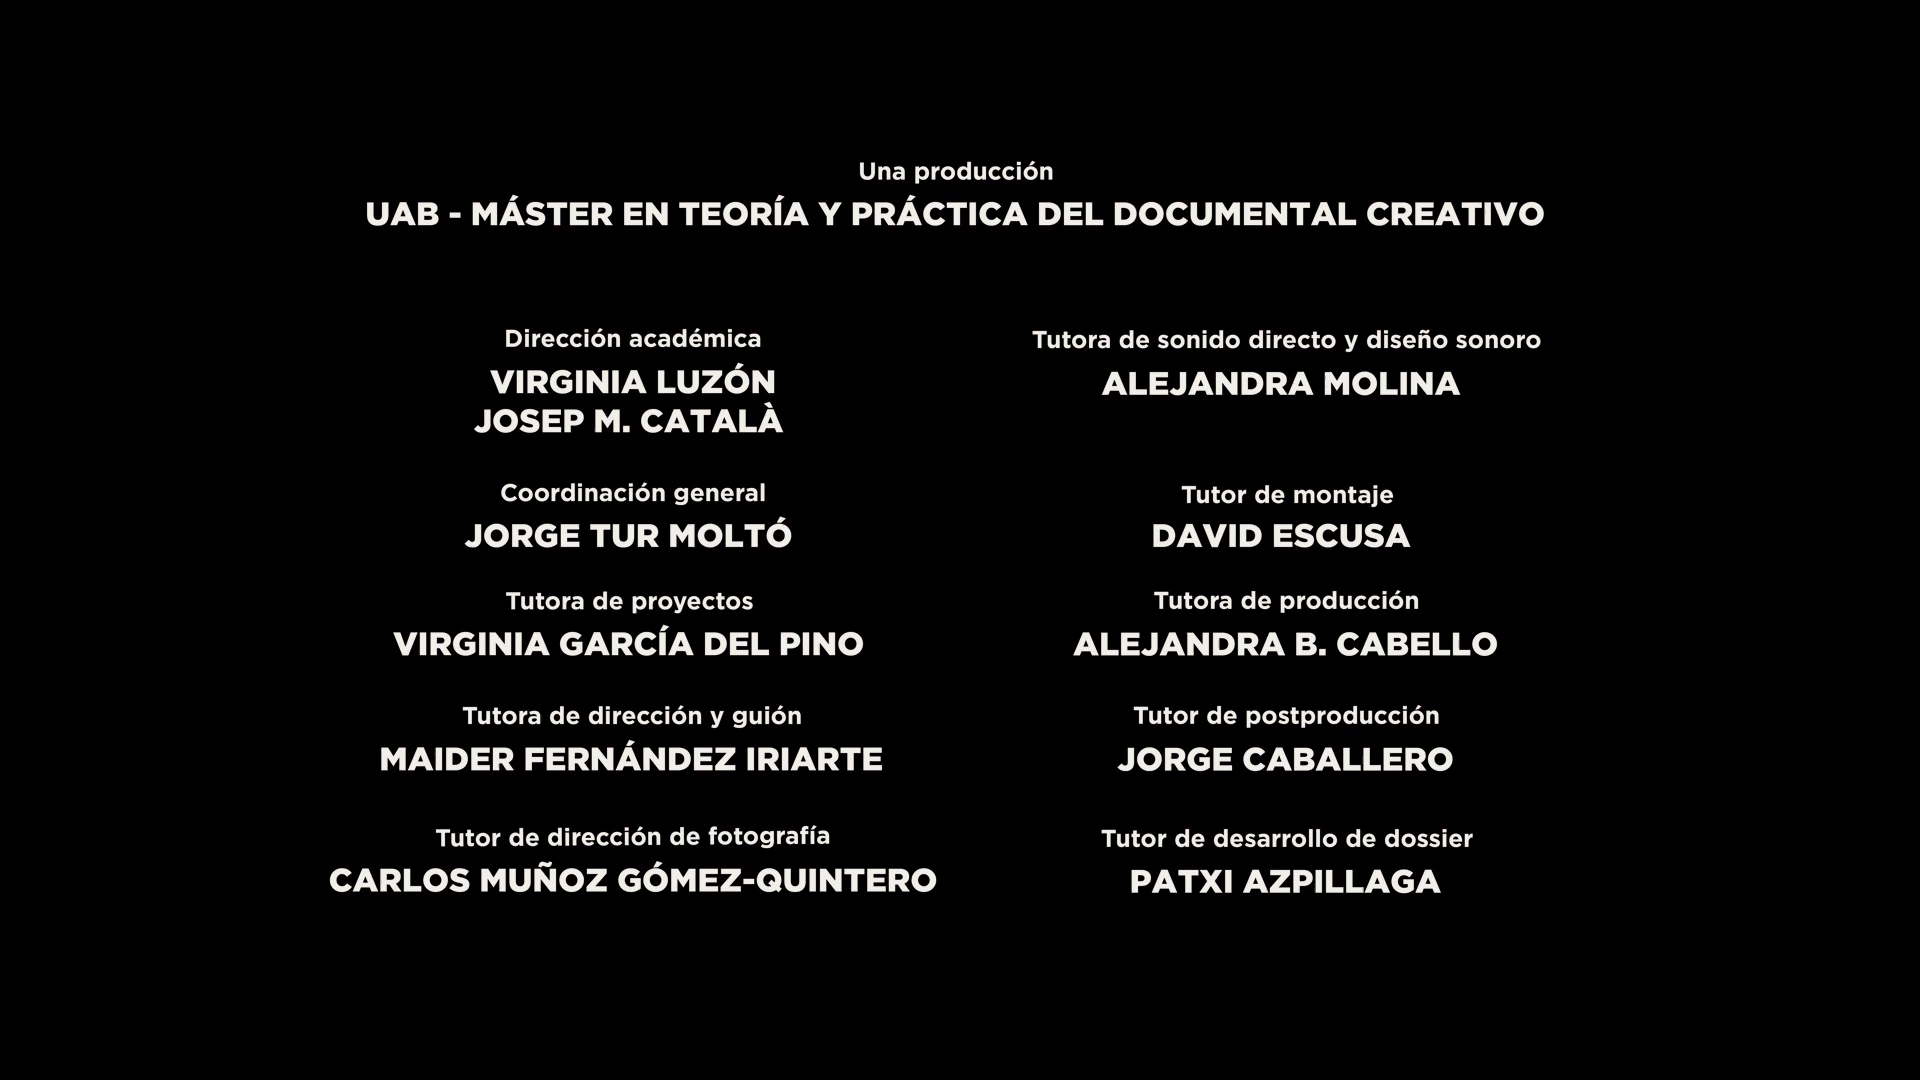 Una producción
UAB - MÁSTER EN TEORÍA Y PRÁCTICA DEL DOCUMENTAL CREATIVO
Dirección académica
VIRGINIA LUZÓN
JOSEP M. CATALÀ
Coordinación general
JORGE TUR MOLTÓ
Tutora de proyectos
VIRGINIA GARCÍA DEL PINO
Tutora de dirección y guión
MAIDER FERNÁNDEZ IRIARTE
Tutor de dirección de fotografía
CARLOS MUÑOZ GÓMEZ-QUINTERO
Tutora de sonido directo y diseño sonoro
ALEJANDRA MOLINA
Tutor de montaje
DAVID ESCUSA
Tutora de producción
ALEJANDRA B. CABELLO
Tutor de postproducción
JORGE CABALLERO
Tutor de desarrollo de dossier
PATXI AZPILLAGA